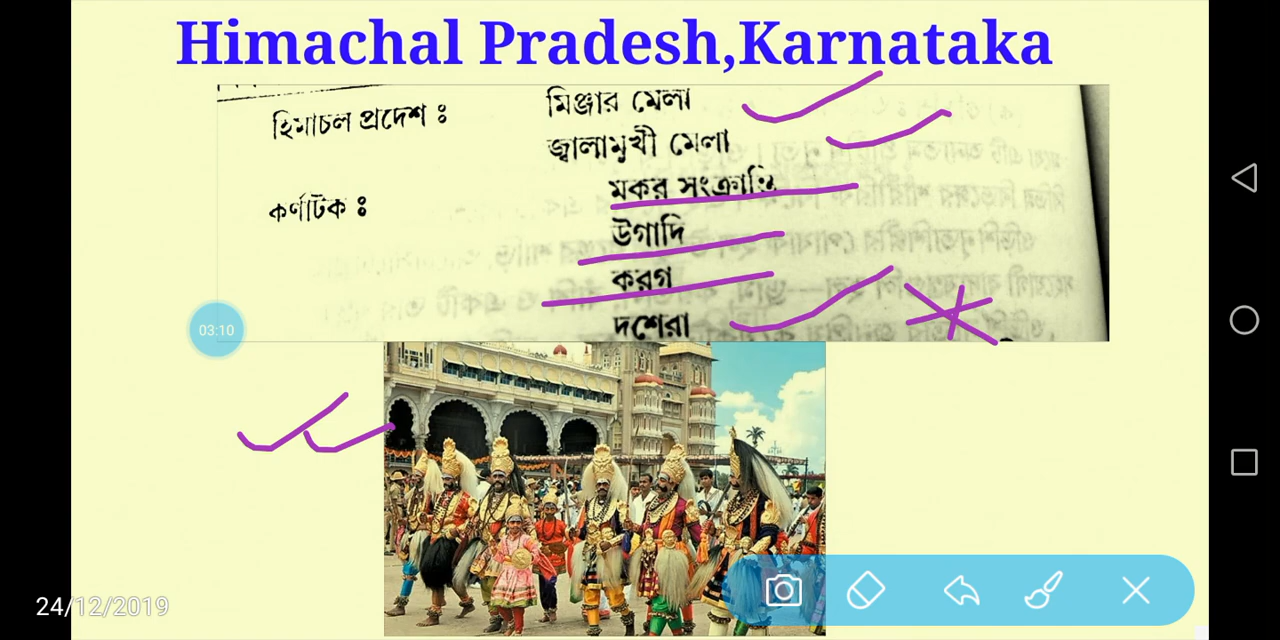 Himachal Pradesh,Karnataka
হিমাচল প্রদেশ ঃ মিঞ্জার মেলা
জ্বালামুখী মেলা
কর্ণাটক ঃ মকর সংক্রান্তি
উগাদি
করগ
দশেরা
03:10
24/12/2019